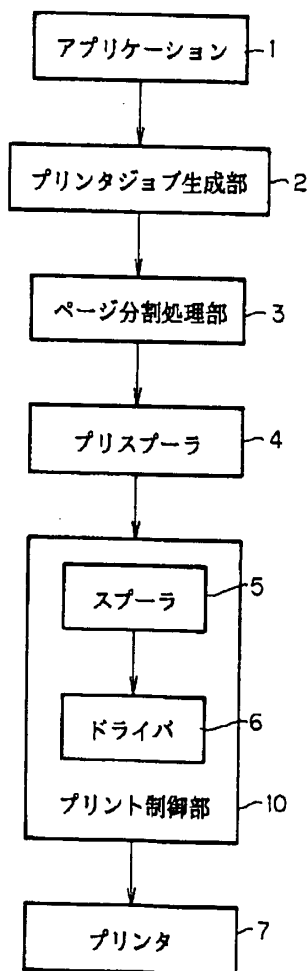 アプリケーション 1
プリンタジョブ生成部 2
ページ分割処理部 3
プリスプーラ 4
スプーラ 5
ドライバ 6
プリント制御部 10
プリンタ 7